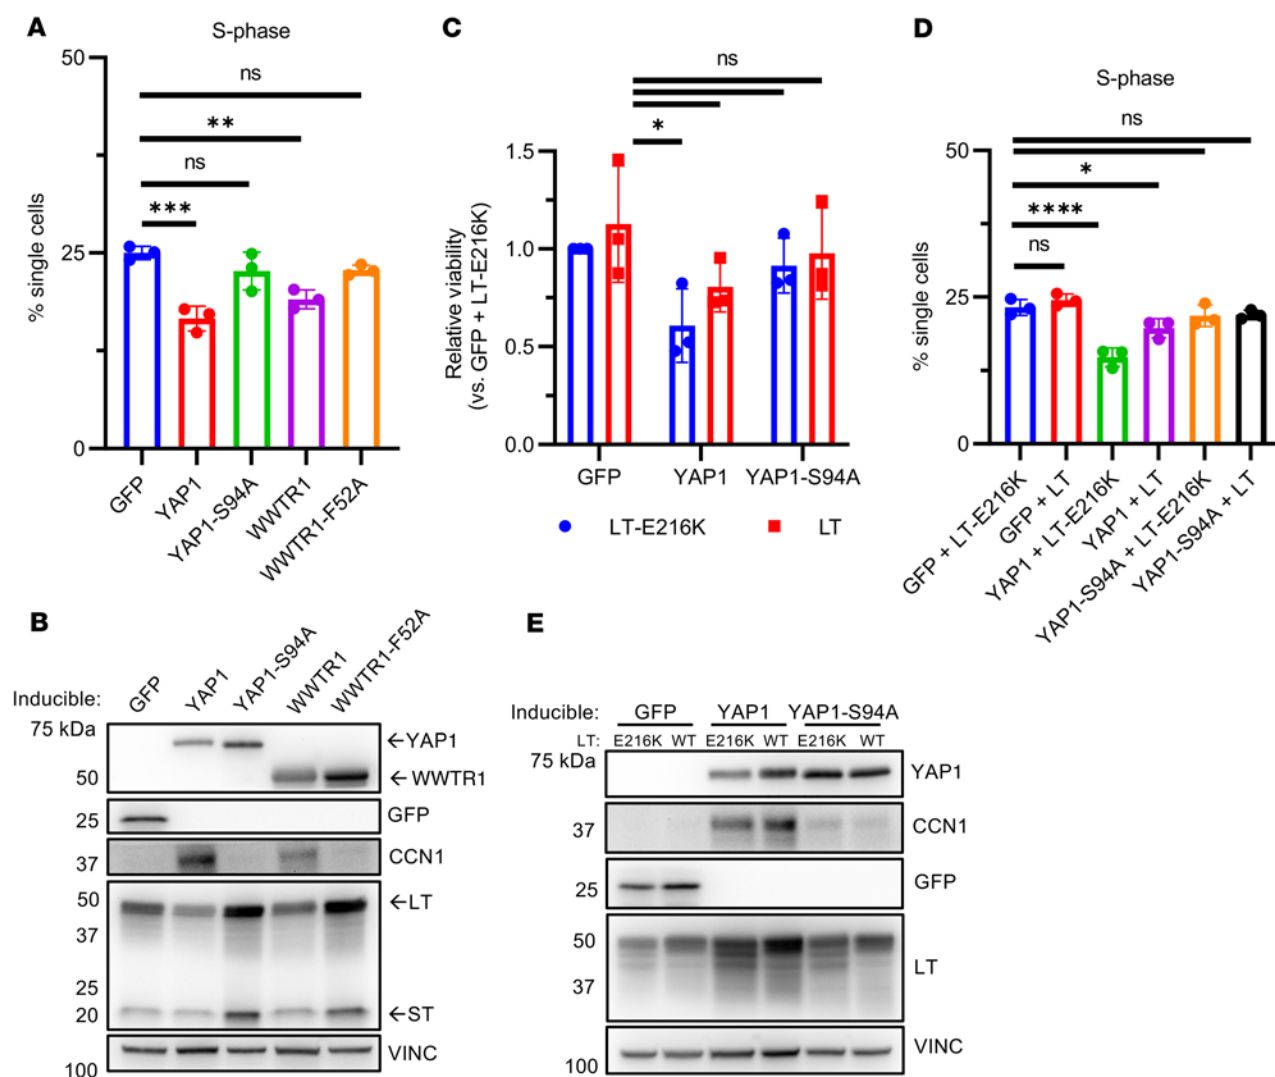 A
S-phase
50
25
0
% single cells
ns
**
ns
***
GFP
YAP1
YAP1-S94A
WWTR1
WWTR1-F52A
C
ns
*
1.5
1.0
0.5
0.0
Relative viability
(vs. GFP + LT-E216K)
GFP YAP1 YAP1-S94A
LT-E216K LT
D
S-phase
ns
*
****
ns
50
25
0
% single cells
GFP + LT-E216K
GFP + LT
YAP1 + LT-E216K
YAP1 + LT
YAP1-S94A + LT-E216K
YAP1-S94A + LT
B
Inducible: GFP YAP1 YAP1-S94A WWTR1 WWTR1-F52A
75 kDa
←YAP1
50 ←WWTR1
25 GFP
37 CCN1
50 ←LT
37
25
20 ←ST
100 VINC
E
Inducible: GFP YAP1 YAP1-S94A
LT: E216K WT E216K WT E216K WT
75 kDa YAP1
37 CCN1
25 GFP
50
LT
37
100 VINC